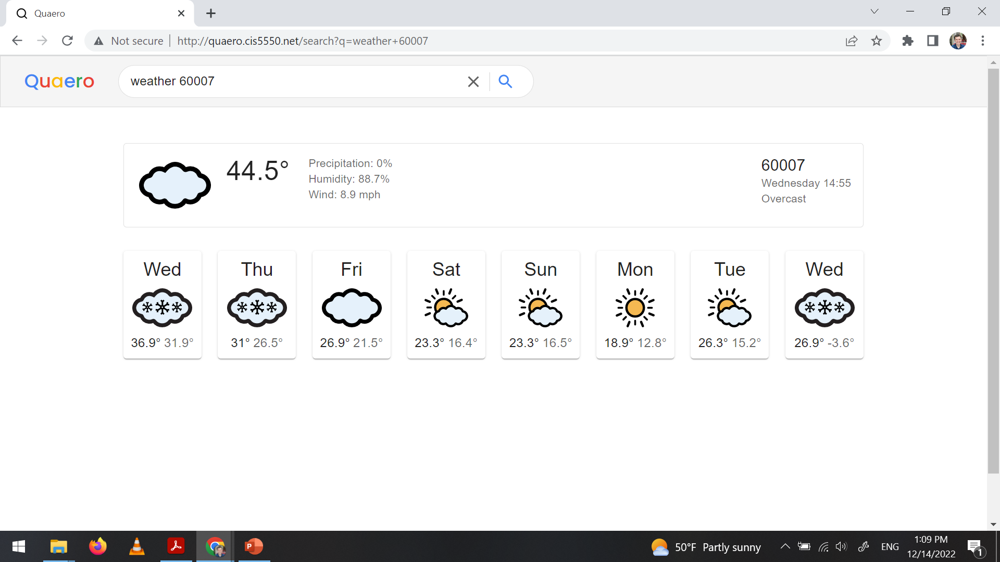 Quaero
Not secure
http://quaero.cis5550.net/search?q=weather+60007
Quaero
weather 60007
44.5°
Precipitation: 0%
Humidity: 88.7%
Wind: 8.9 mph
60007
Wednesday 14:55
Overcast
Wed
36.9° 31.9°
Thu
31° 26.5°
Fri
26.9° 21.5°
Sat
23.3° 16.4°
Sun
23.3° 16.5°
Mon
18.9° 12.8°
Tue
26.3° 15.2°
Wed
26.9° -3.6°
P
50°F Partly sunny
ENG
1:09 PM
12/14/2022
1